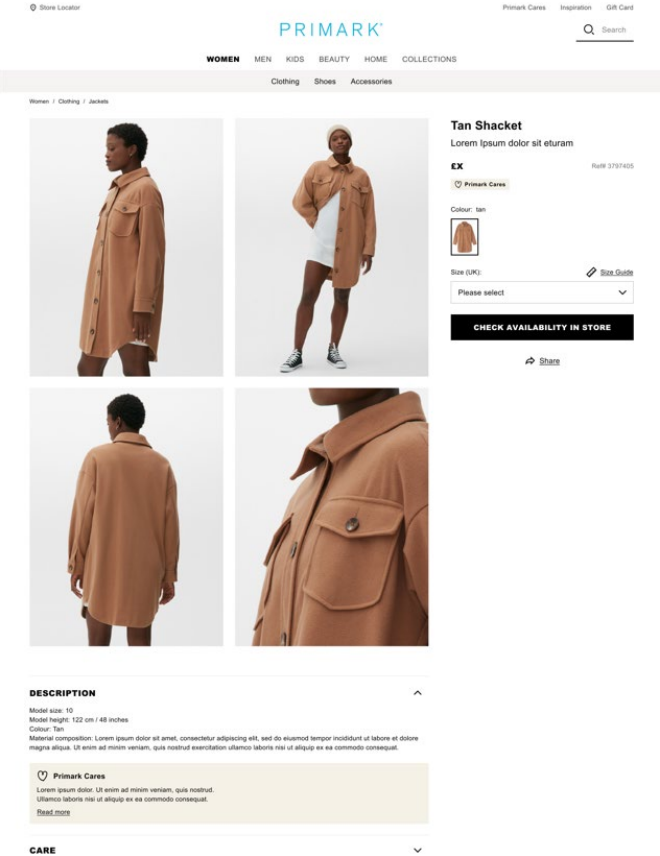 Store Locator
Primark Cares Inspiration Gift Card
PRIMARK®
Search
WOMEN MEN KIDS BEAUTY HOME COLLECTIONS
Clothing Shoes Accessories
Women / Clothing / Jackets
Tan Shacket
Lorem Ipsum dolor sit eturam
£X
Ref# 3797405
Primark Cares
Colour: tan
Size (UK):
Size Guide
Please select
CHECK AVAILABILITY IN STORE
Share
DESCRIPTION
Model size: 10
Model height: 122 cm / 48 inches
Colour: Tan
Material composition: Lorem ipsum dolor sit amet, consectetur adipiscing elit, sed do eiusmod tempor incididunt ut labore et dolore
magna aliqua. Ut enim ad minim veniam, quis nostrud exercitation ullamco laboris nisi ut aliquip ex ea commodo consequat.
Primark Cares
Lorem ipsum dolor. Ut enim ad minim veniam, quis nostrud.
Ullamco laboris nisi ut aliquip ex ea commodo consequat.
Read more
CARE